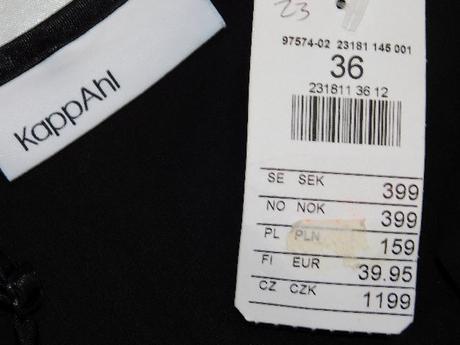 KappAhl
23
97574-02 23181 145 001
36
231811 36 12
SE SEK 399
NO NOK 399
PL PLN 159
FI EUR 39.95
CZ CZK 1199